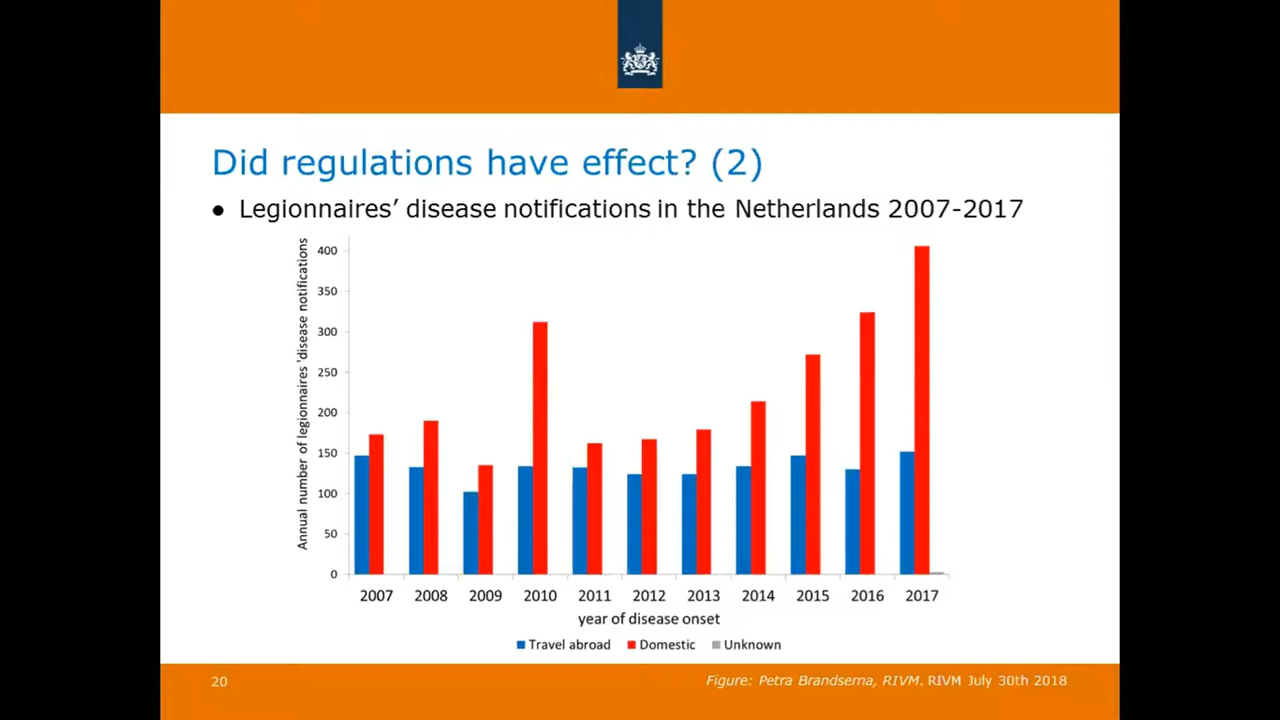 Did regulations have effect? (2)
● Legionnaires’ disease notifications in the Netherlands 2007-2017
Annual number of legionnaires 'disease notifications
400
350
300
250
200
150
100
50
0
2007 2008 2009 2010 2011 2012 2013 2014 2015 2016 2017
year of disease onset
Travel abroad Domestic Unknown
20
Figure: Petra Brandsema, RIVM. RIVM July 30th 2018